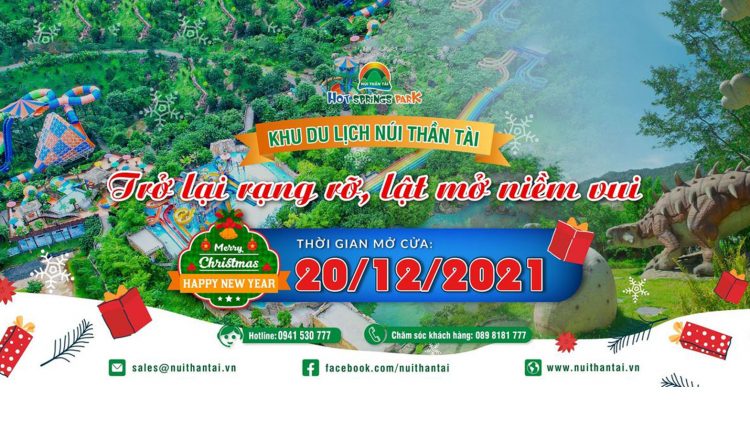 NÚI THẦN TÀI
HOT SPRINGS PARK
KHU DU LỊCH NÚI THẦN TÀI
Trở lại rạng rỡ, lật mở niềm vui
Merry
Christmas
HAPPY NEW YEAR
THỜI GIAN MỞ CỬA:
20/12/2021
Hotline: 0941 530 777
Chăm sóc khách hàng: 089 8181 777
sales@nuithantai.vn
facebook.com/nuithantai
www.nuithantai.vn